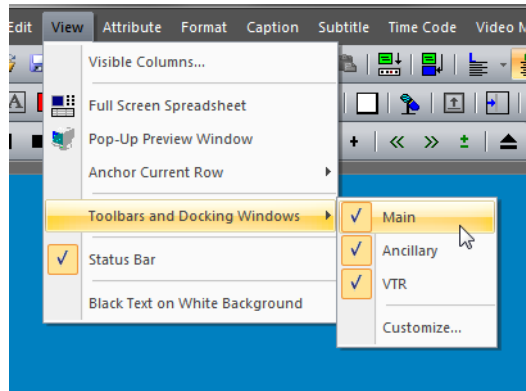 Edit View Attribute Format Caption Subtitle Time Code Video
Visible Columns...
Full Screen Spreadsheet
Pop-Up Preview Window
Anchor Current Row
Toolbars and Docking Windows
Main
Status Bar
Ancillary
VTR
Black Text on White Background
Customize...